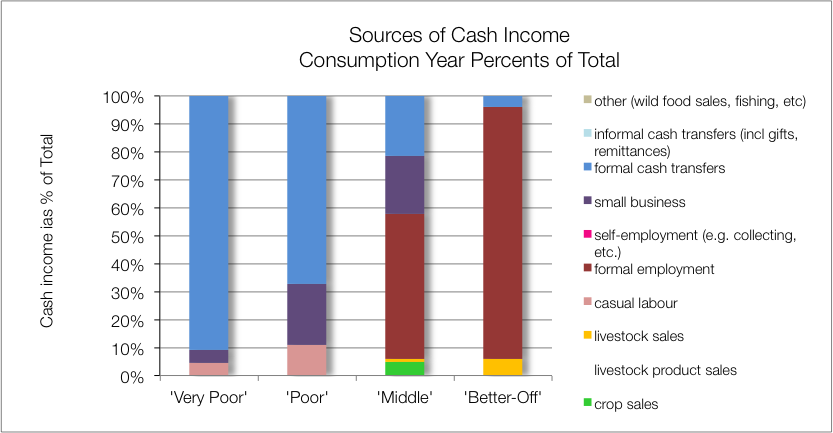 Sources of Cash Income
Consumption Year Percents of Total
Cash income ias % of Total
100%
90%
80%
70%
60%
50%
40%
30%
20%
10%
0%
'Very Poor'
'Poor'
'Middle'
'Better-Off'
other (wild food sales, fishing, etc)
informal cash transfers (incl gifts,
remittances)
formal cash transfers
small business
self-employment (e.g. collecting,
etc.)
formal employment
casual labour
livestock sales
livestock product sales
crop sales